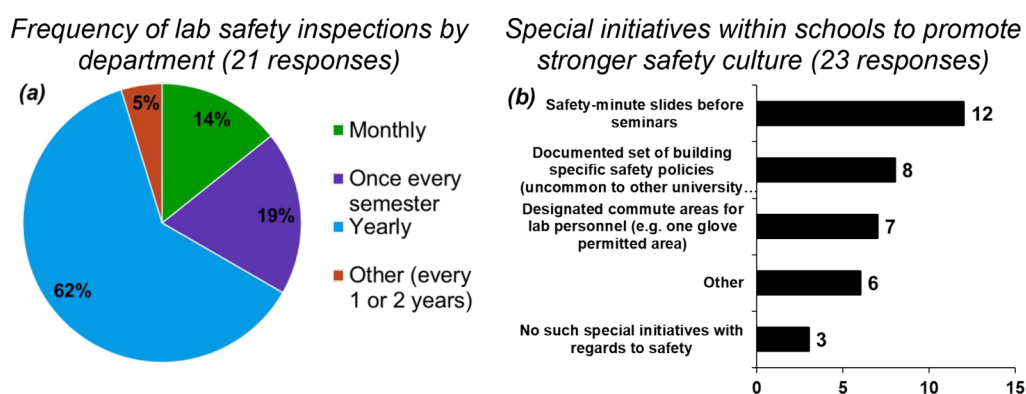 Frequency of lab safety inspections by
department (21 responses)
(a)
5%
14%
19%
62%
Monthly
Once every
semester
Yearly
Other (every
1 or 2 years)
Special initiatives within schools to promote
stronger safety culture (23 responses)
(b)
Safety-minute slides before
seminars
12
Documented set of building
specific safety policies
(uncommon to other university...
8
Designated commute areas for
lab personnel (e.g. one glove
permitted area)
7
Other
6
No such special initiatives with
regards to safety
3
0 5 10 15